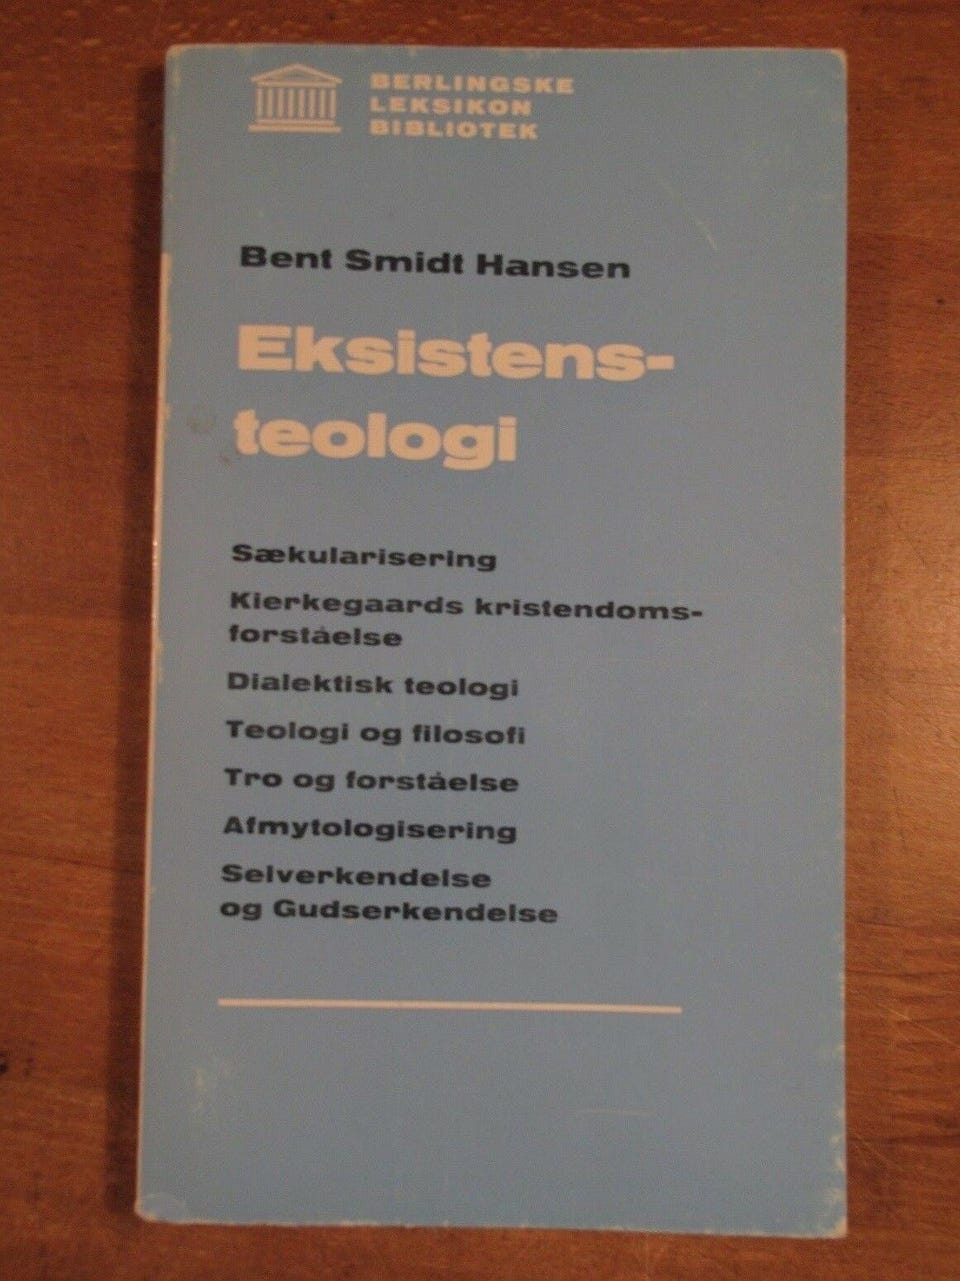 BERLINGSKE
LEKSIKON
BIBLIOTEK
Bent Smidt Hansen
Eksistens-
teologi
Sækularisering
Kierkegaards kristendoms-
forståelse
Dialektisk teologi
Teologi og filosofi
Tro og forståelse
Afmytologisering
Selverkendelse
og Gudserkendelse